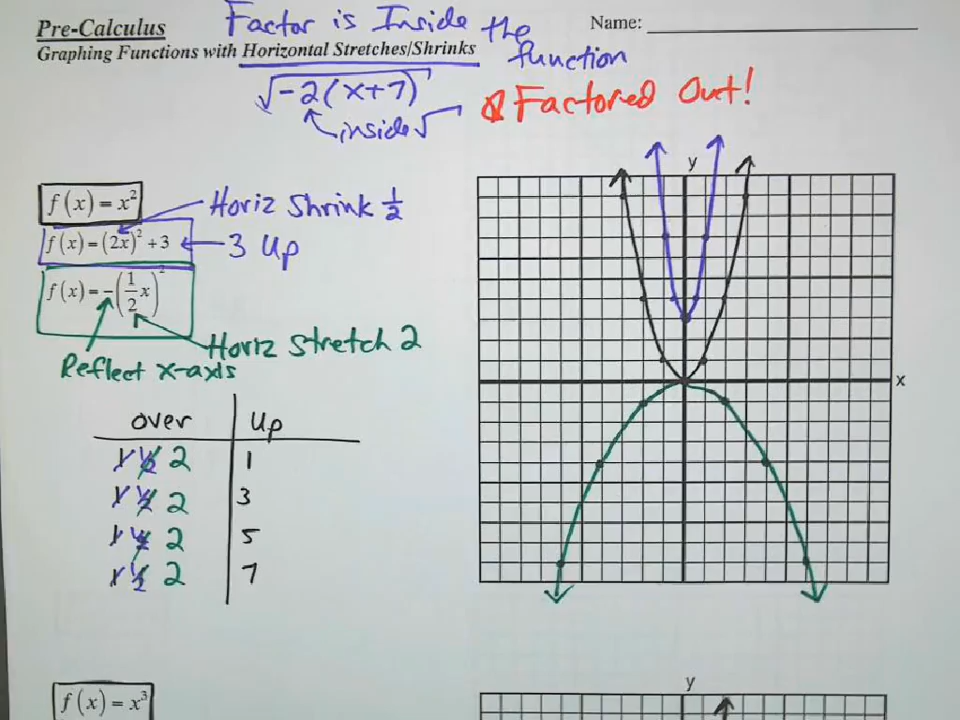 Pre-Calculus
Factor is Inside the function
Name:
Graphing Functions with Horizontal Stretches/Shrinks
√-2(x+7)
inside √
Factored Out!
f(x) = x²
Horiz Shrink ½
f(x) = (2x)² + 3
3 Up
f(x) = -(1/2 x)²
Horiz Stretch 2
Reflect x-axis
over Up
1 ½ 2 1
1 ½ 2 3
1 ½ 2 5
1 ½ 2 7
y
x
f(x) = x³
y